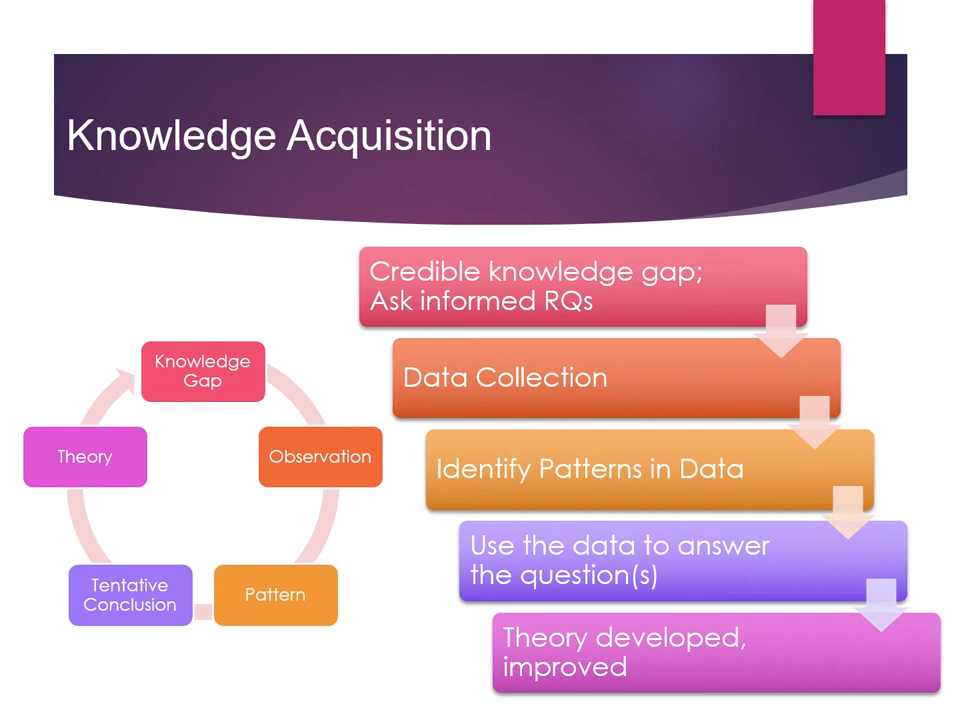 Knowledge Acquisition
Knowledge
Gap
Observation
Pattern
Tentative
Conclusion
Theory
Credible knowledge gap;
Ask informed RQs
Data Collection
Identify Patterns in Data
Use the data to answer
the question(s)
Theory developed,
improved